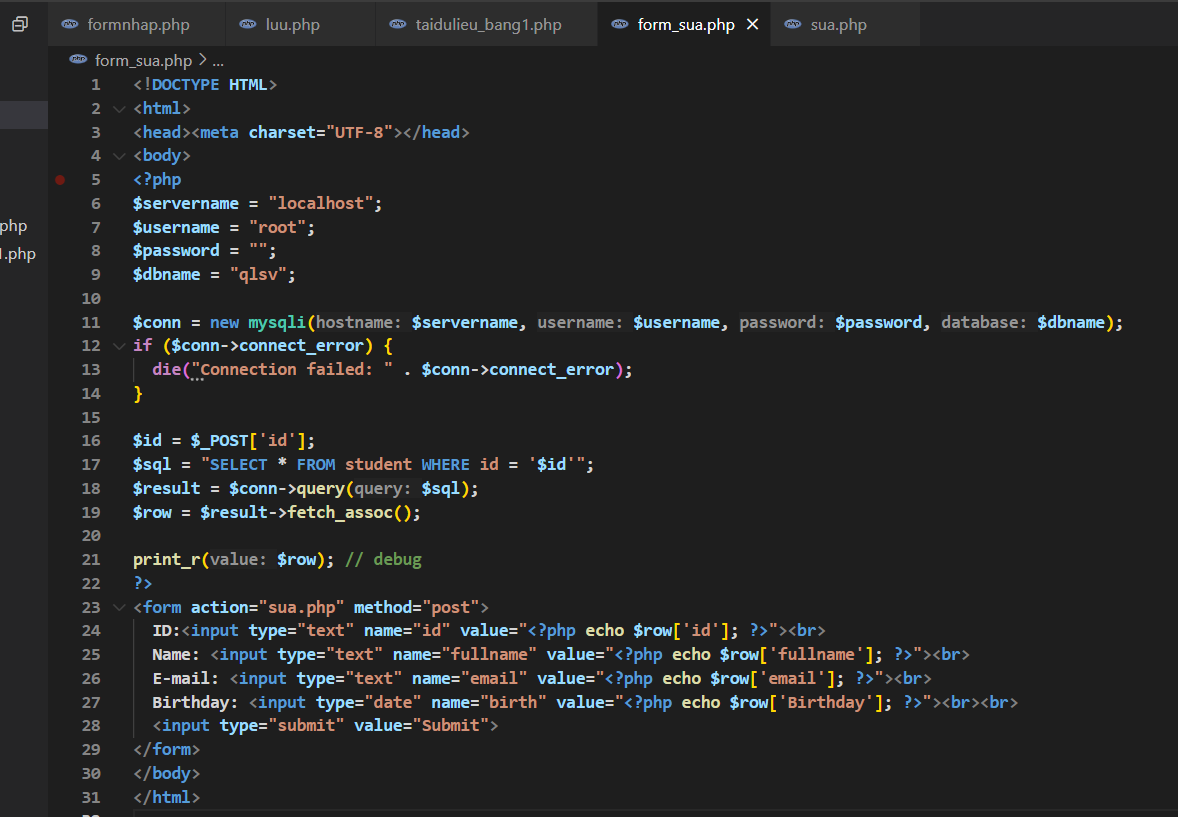 formnhap.php luu.php taidulieu_bang1.php form_sua.php sua.php
form_sua.php > ...
1 <!DOCTYPE HTML>
2 <html>
3 <head><meta charset="UTF-8"></head>
4 <body>
5 <?php
6 $servername = "localhost";
7 $username = "root";
8 $password = "";
9 $dbname = "qlsv";
10
11 $conn = new mysqli(hostname: $servername, username: $username, password: $password, database: $dbname);
12 if ($conn->connect_error) {
13 die("Connection failed: " . $conn->connect_error);
14 }
15
16 $id = $_POST['id'];
17 $sql = "SELECT * FROM student WHERE id = '$id'";
18 $result = $conn->query(query: $sql);
19 $row = $result->fetch_assoc();
20
21 print_r(value: $row); // debug
22 ?>
23 <form action="sua.php" method="post">
24 ID:<input type="text" name="id" value="<?php echo $row['id']; ?>"><br>
25 Name: <input type="text" name="fullname" value="<?php echo $row['fullname']; ?>"><br>
26 E-mail: <input type="text" name="email" value="<?php echo $row['email']; ?>"><br>
27 Birthday: <input type="date" name="birth" value="<?php echo $row['Birthday']; ?>"><br><br>
28 <input type="submit" value="Submit">
29 </form>
30 </body>
31 </html>
php
.php